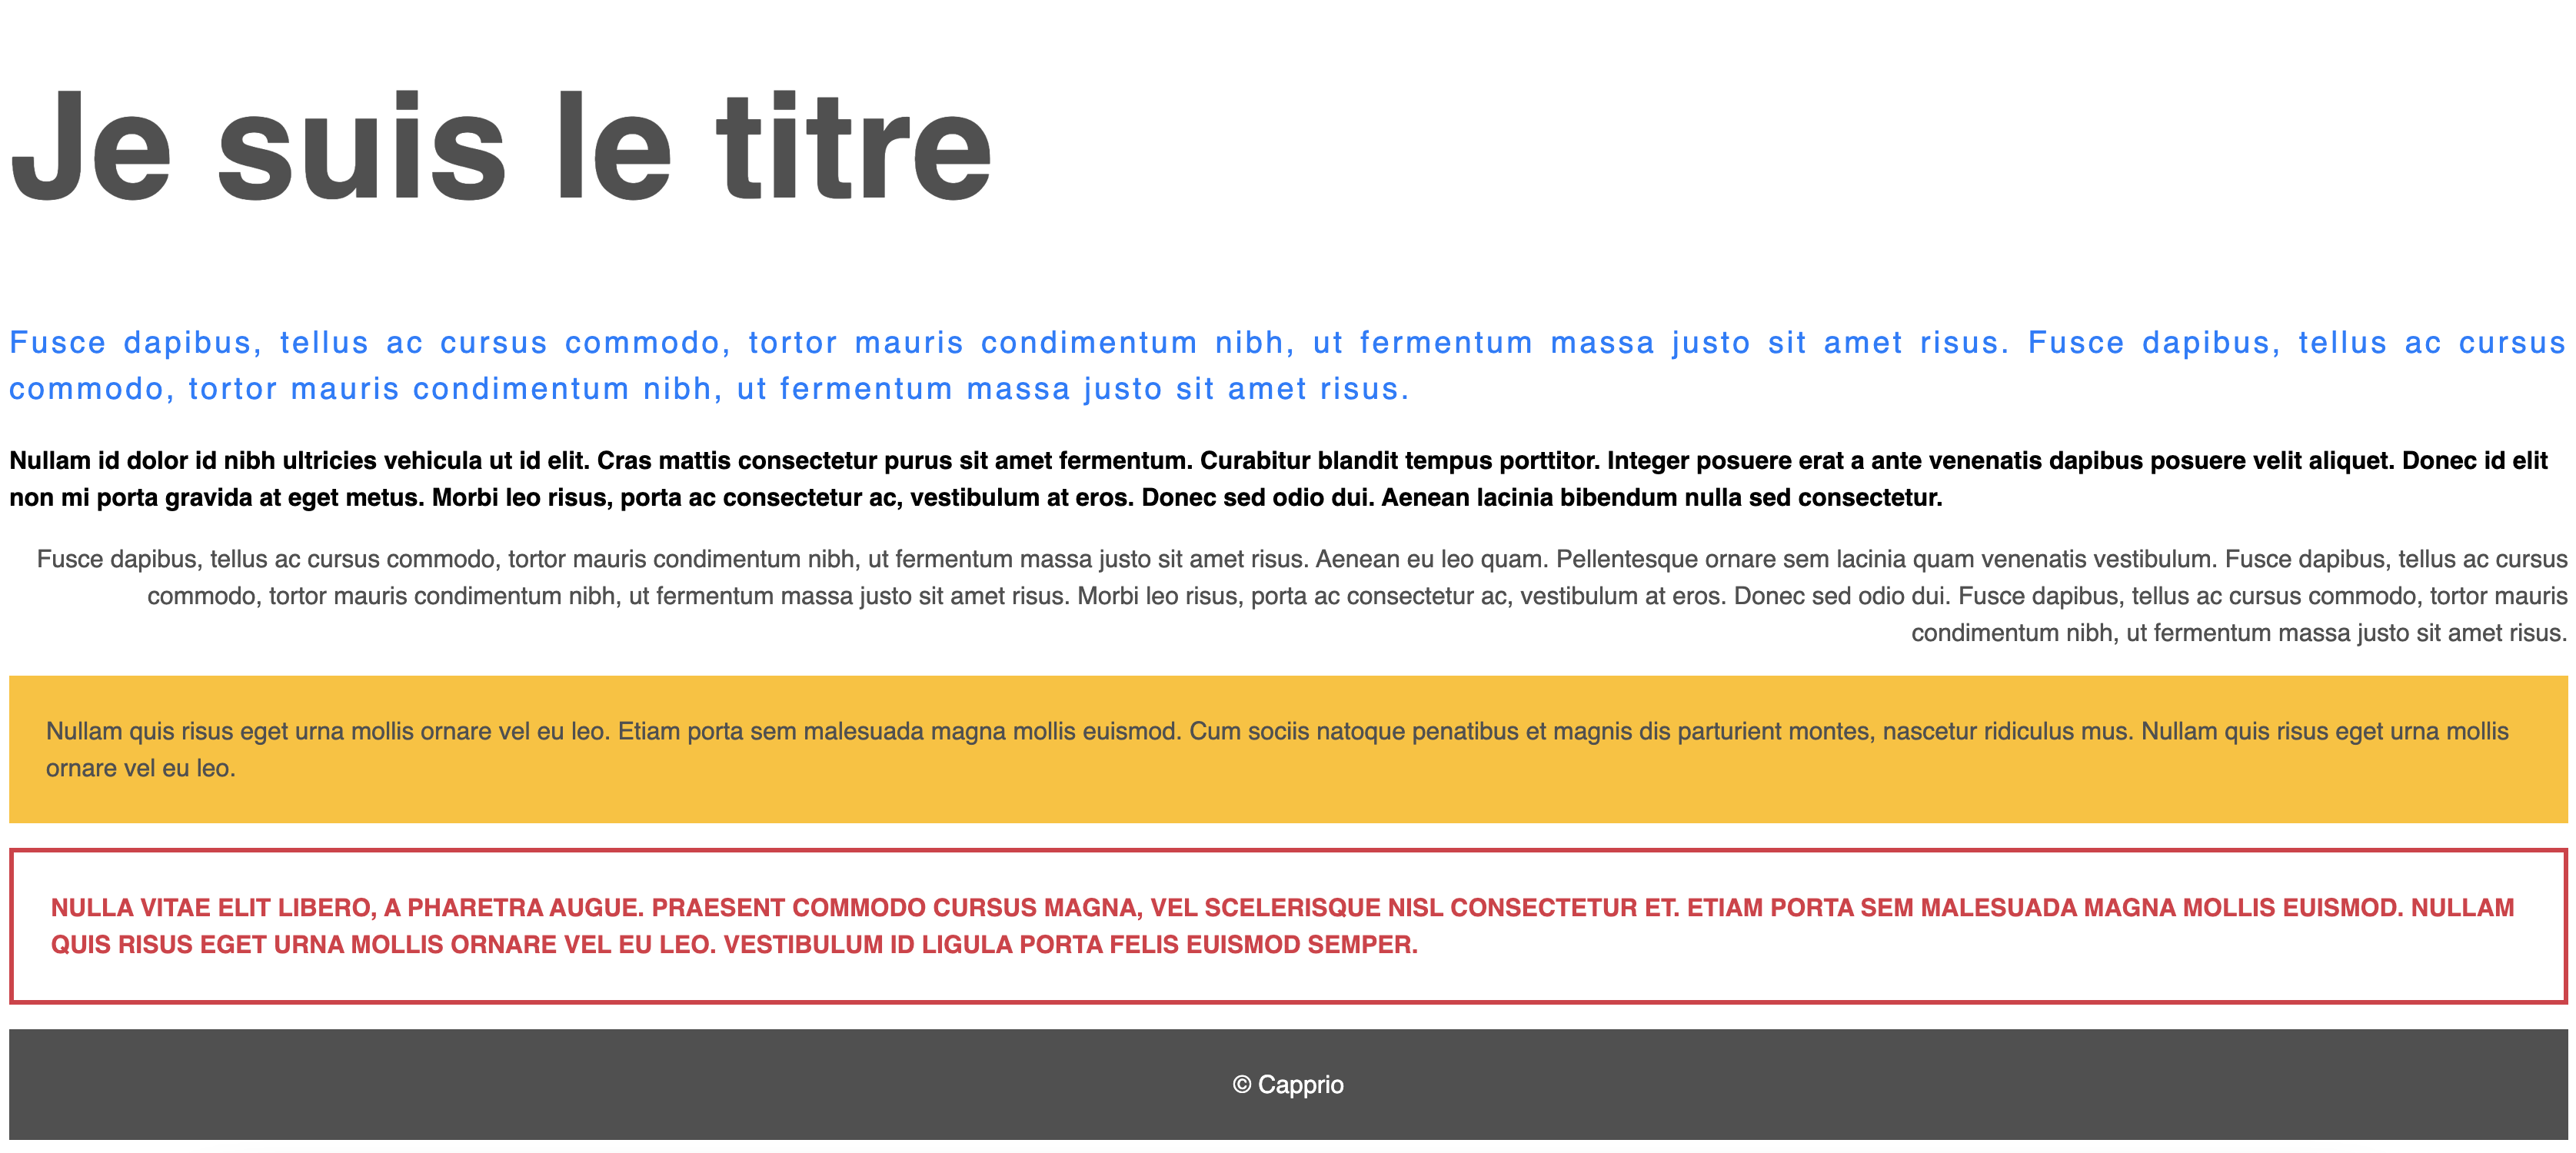 Je suis le titre
Fusce dapibus, tellus ac cursus commodo, tortor mauris condimentum nibh, ut fermentum massa justo sit amet risus. Fusce dapibus, tellus ac cursus
commodo, tortor mauris condimentum nibh, ut fermentum massa justo sit amet risus.
Nullam id dolor id nibh ultricies vehicula ut id elit. Cras mattis consectetur purus sit amet fermentum. Curabitur blandit tempus porttitor. Integer posuere erat a ante venenatis dapibus posuere velit aliquet. Donec id elit
non mi porta gravida at eget metus. Morbi leo risus, porta ac consectetur ac, vestibulum at eros. Donec sed odio dui. Aenean lacinia bibendum nulla sed consectetur.
Fusce dapibus, tellus ac cursus commodo, tortor mauris condimentum nibh, ut fermentum massa justo sit amet risus. Aenean eu leo quam. Pellentesque ornare sem lacinia quam venenatis vestibulum. Fusce dapibus, tellus ac cursus
commodo, tortor mauris condimentum nibh, ut fermentum massa justo sit amet risus. Morbi leo risus, porta ac consectetur ac, vestibulum at eros. Donec sed odio dui. Fusce dapibus, tellus ac cursus commodo, tortor mauris
condimentum nibh, ut fermentum massa justo sit amet risus.
Nullam quis risus eget urna mollis ornare vel eu leo. Etiam porta sem malesuada magna mollis euismod. Cum sociis natoque penatibus et magnis dis parturient montes, nascetur ridiculus mus. Nullam quis risus eget urna mollis
ornare vel eu leo.
NULLA VITAE ELIT LIBERO, A PHARETRA AUGUE. PRAESENT COMMODO CURSUS MAGNA, VEL SCELERISQUE NISL CONSECTETUR ET. ETIAM PORTA SEM MALESUADA MAGNA MOLLIS EUISMOD. NULLAM
QUIS RISUS EGET URNA MOLLIS ORNARE VEL EU LEO. VESTIBULUM ID LIGULA PORTA FELIS EUISMOD SEMPER.
© Capprio